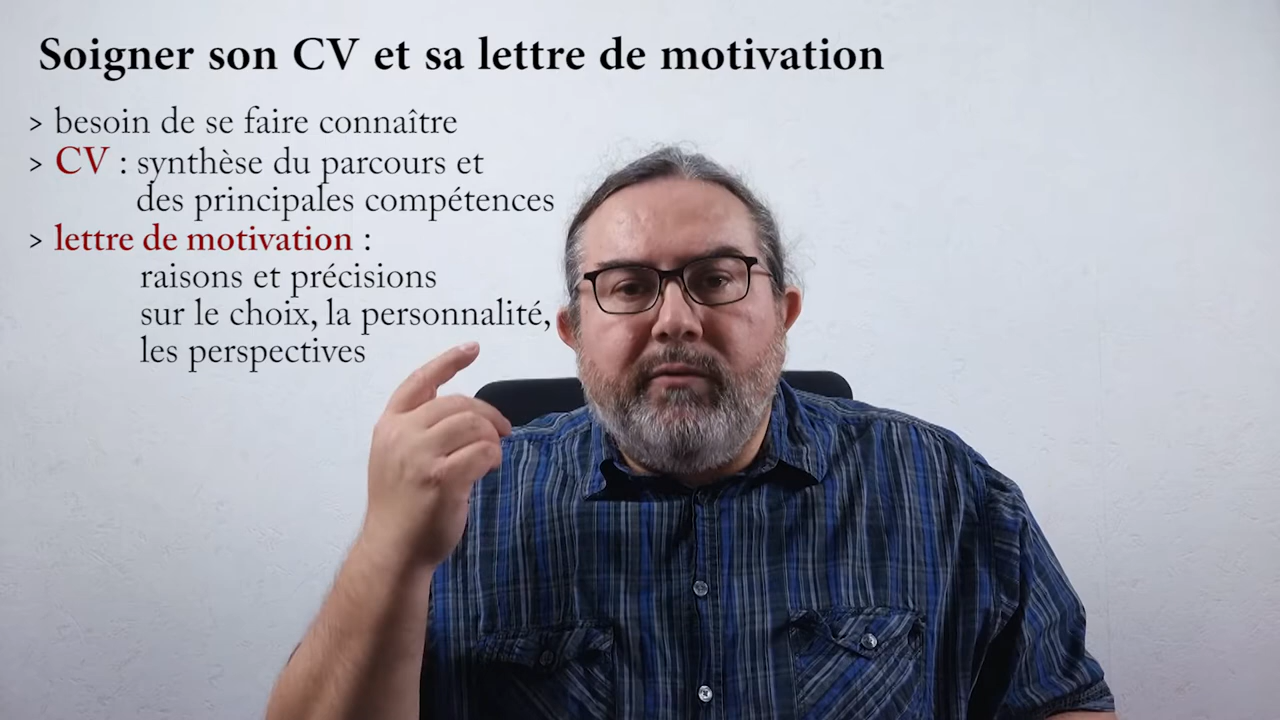 Soigner son CV et sa lettre de motivation
> besoin de se faire connaître
> CV : synthèse du parcours et
des principales compétences
> lettre de motivation :
raisons et précisions
sur le choix, la personnalité,
les perspectives